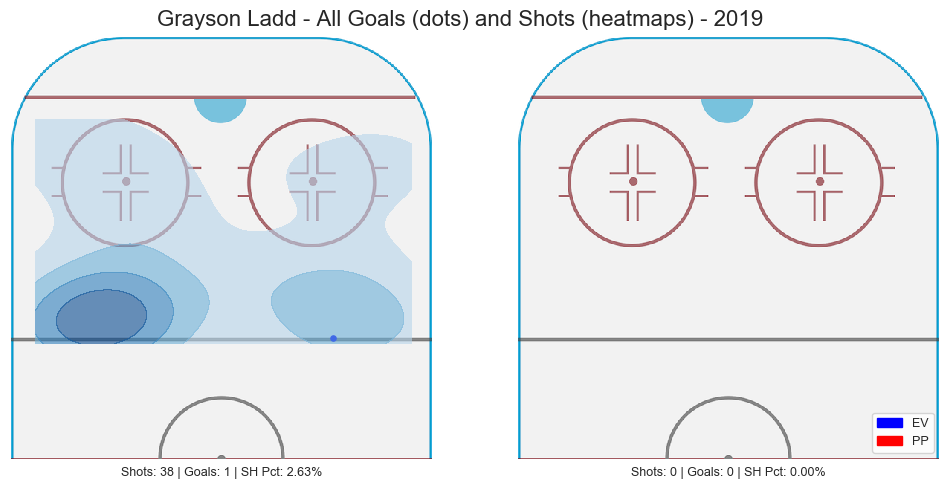 Grayson Ladd - All Goals (dots) and Shots (heatmaps) - 2019
EV
PP
Shots: 38 | Goals: 1 | SH Pct: 2.63%
Shots: 0 | Goals: 0 | SH Pct: 0.00%